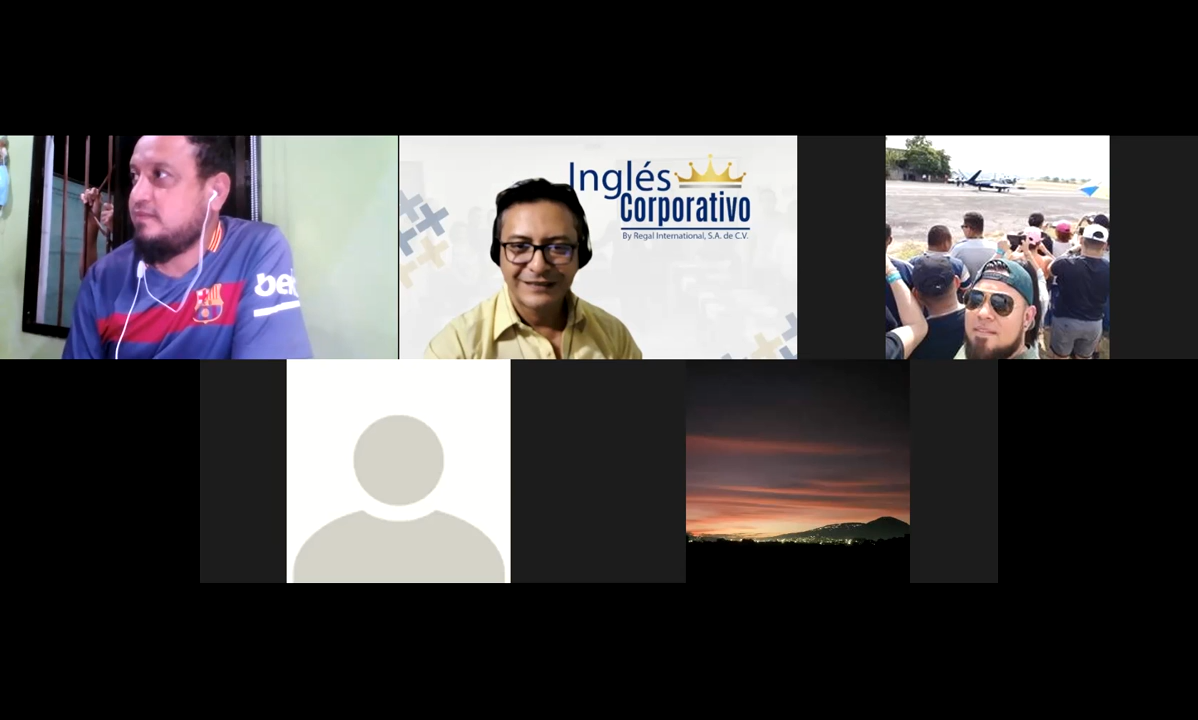 Inglés
Corporativo
By Regal International, S.A. de C.V.